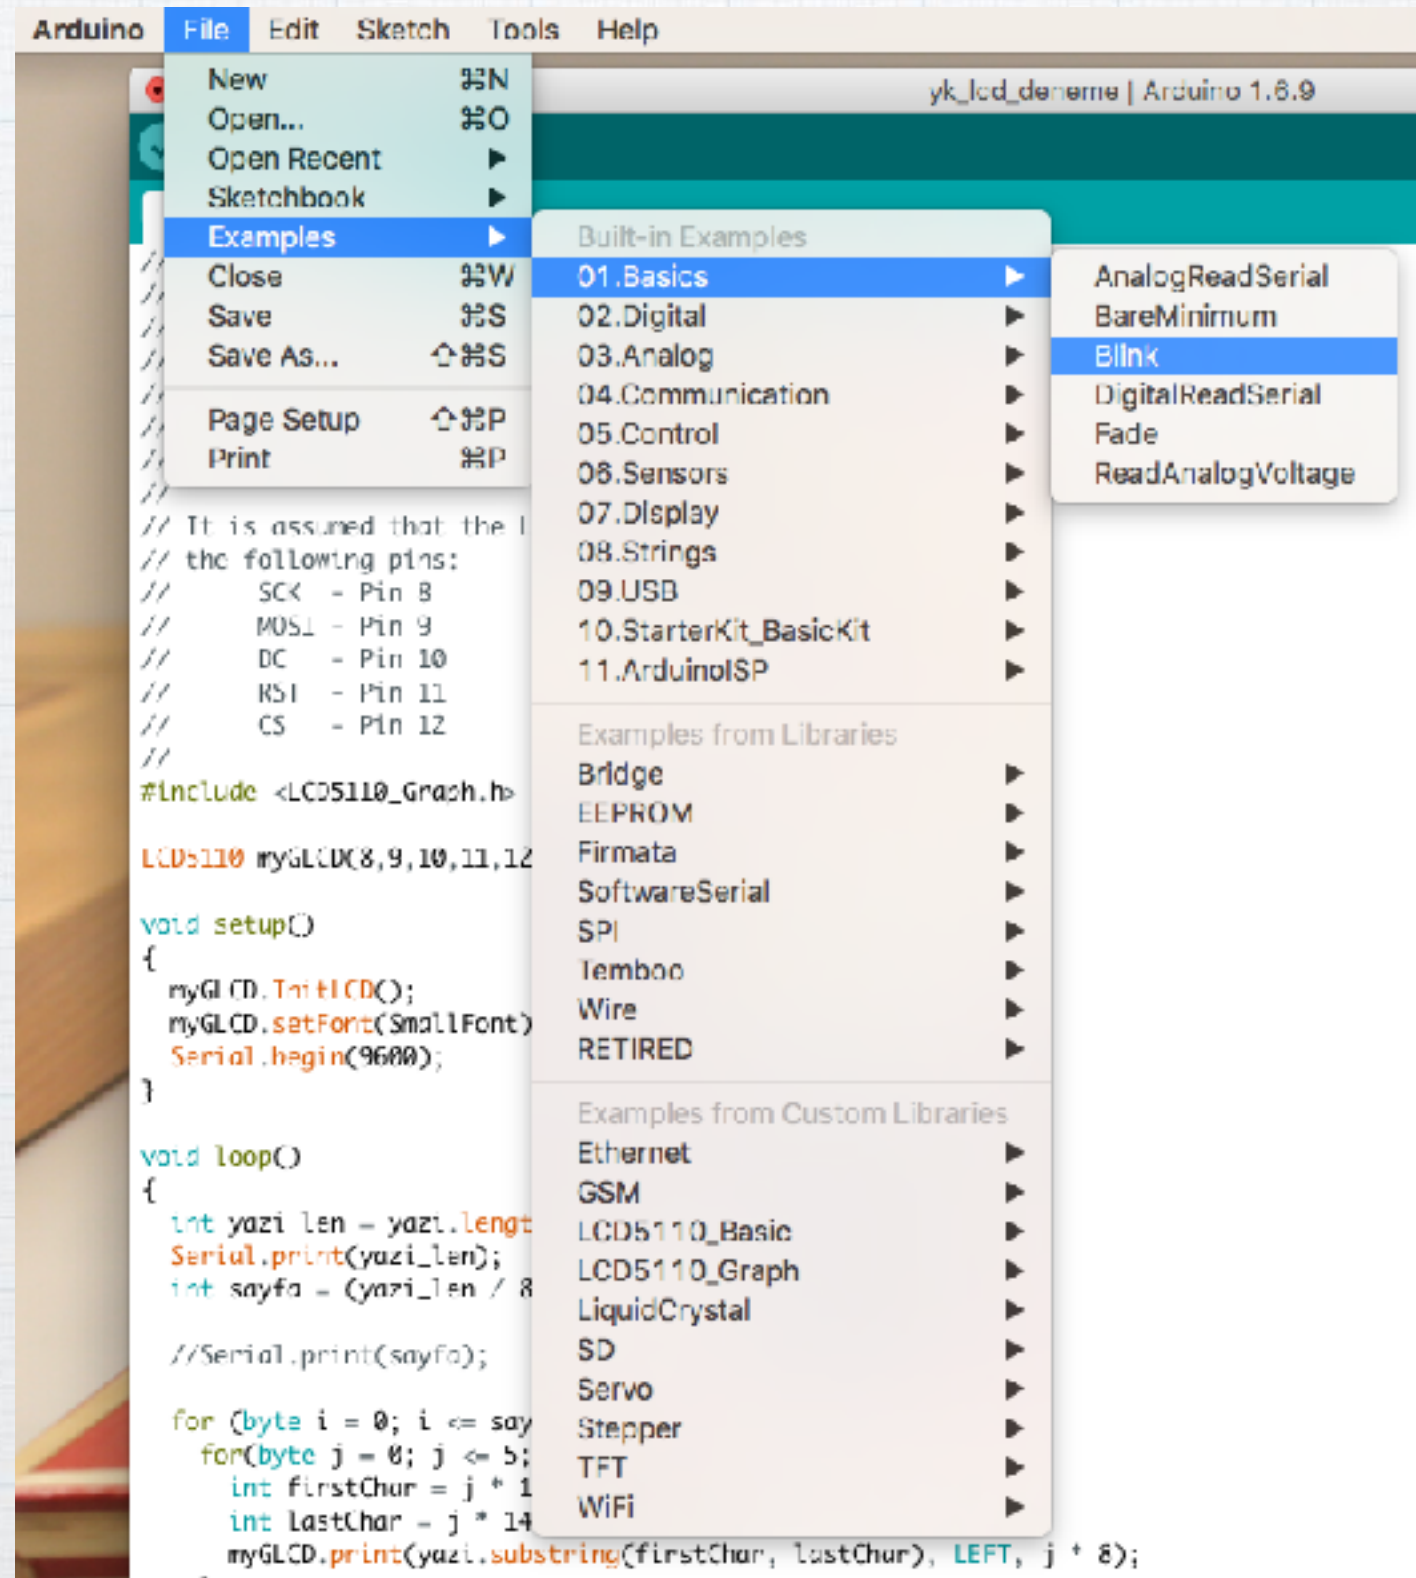 Arduino File Edit Sketch Tools Help
yk_lcd_deneme | Arduino 1.6.9
New ⌘N
Open... ⌘O
Open Recent ▶
Sketchbook ▶
Examples ▶
Close ⌘W
Save ⌘S
Save As... ⇧⌘S
Page Setup ⇧⌘P
Print ⌘P
Built-in Examples
01.Basics ▶
02.Digital ▶
03.Analog ▶
04.Communication ▶
05.Control ▶
06.Sensors ▶
07.Display ▶
08.Strings ▶
09.USB ▶
10.StarterKit_BasicKit ▶
11.ArduinoISP ▶
Examples from Libraries
Bridge ▶
EEPROM ▶
Firmata ▶
SoftwareSerial ▶
SPI ▶
Temboo ▶
Wire ▶
RETIRED ▶
Examples from Custom Libraries
Ethernet ▶
GSM ▶
LCD5110_Basic ▶
LCD5110_Graph ▶
LiquidCrystal ▶
SD ▶
Servo ▶
Stepper ▶
TFT ▶
WiFi ▶
AnalogReadSerial
BareMinimum
Blink
DigitalReadSerial
Fade
ReadAnalogVoltage
//
//
//
//
//
//
//
//
// It is assumed that the
// the following pins:
// SCK - Pin 8
// MOSI - Pin 9
// DC - Pin 10
// RST - Pin 11
// CS - Pin 12
//
#include <LCD5110_Graph.h>
LCD5110 myGLCD(8,9,10,11,12
void setup()
{
myGLCD.InitLCD();
myGLCD.setFont(SmallFont)
Serial.begin(9600);
}
void loop()
{
int yazi_len = yazi.lengt
Serial.print(yazi_len);
int sayfa = (yazi_len / 8
//Serial.print(sayfa);
for (byte i = 0; i <= say
for(byte j = 0; j <= 5;
int firstChar = j * 1
int lastChar = j * 14
myGLCD.print(yazi.substring(firstChar, lastChar), LEFT, j * 8);